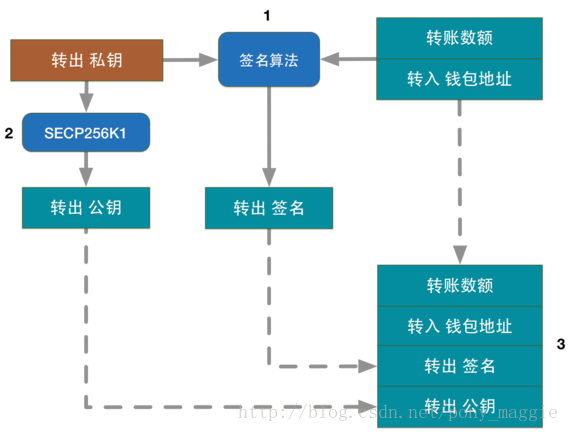 1
转出 私钥
签名算法
转账数额
转入 钱包地址
2
SECP256K1
转出 公钥
转出 签名
转账数额
转入 钱包地址
3
转出 签名
转出 公钥
http://blog.csdn.net/pony_maggie